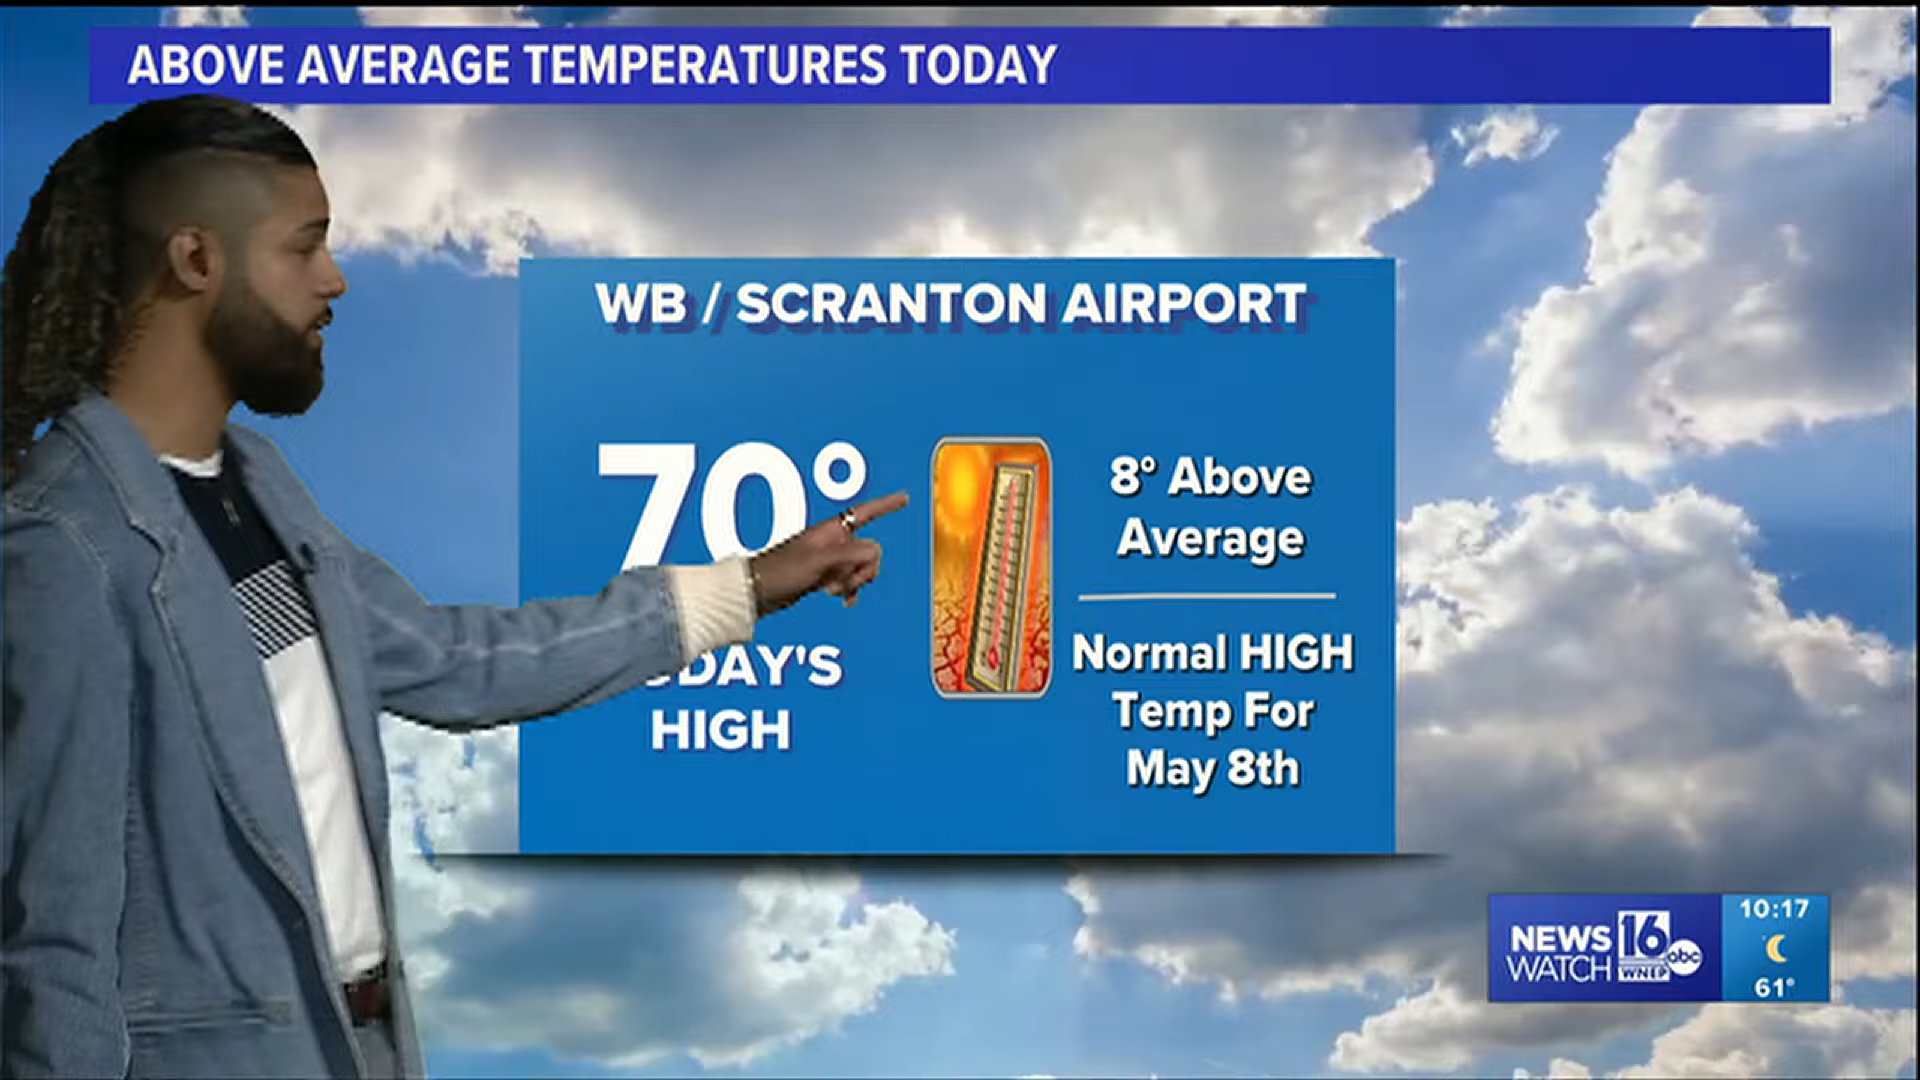 ABOVE AVERAGE TEMPERATURES TODAY
WB / SCRANTON AIRPORT
70°
DAY'S
HIGH
8° Above
Average
Normal HIGH
Temp For
May 8th
NEWS
WATCH
16
WNEP
abc
10:17
61°